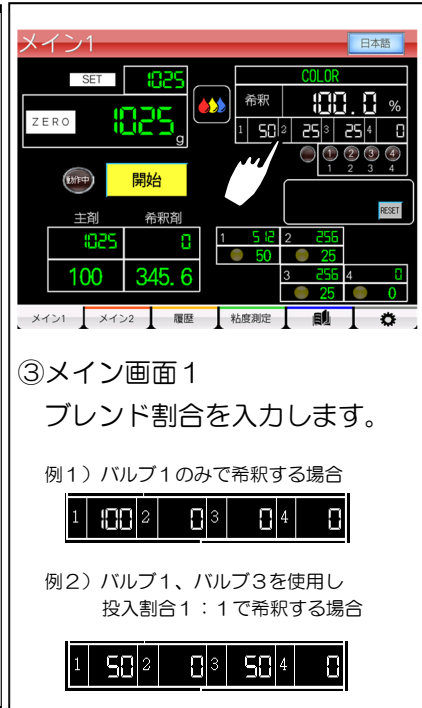 メイン1
日本語
SET 1025
COLOR
ZERO 1025 g
希釈 100.0 %
1 50 2 25 3 25 4 0
1 2 3 4
1 2 3 4
動作中 開始
RESET
主剤 希釈剤
1025 0
100 345.6
1 512 2 256
50 25
3 256 4 0
25 0
メイン1 メイン2 履歴 粘度測定
③メイン画面1
ブレンド割合を入力します。
例1）バルブ1のみで希釈する場合
1 100 2 0 3 0 4 0
例2）バルブ1、バルブ3を使用し
投入割合1：1で希釈する場合
1 50 2 0 3 50 4 0